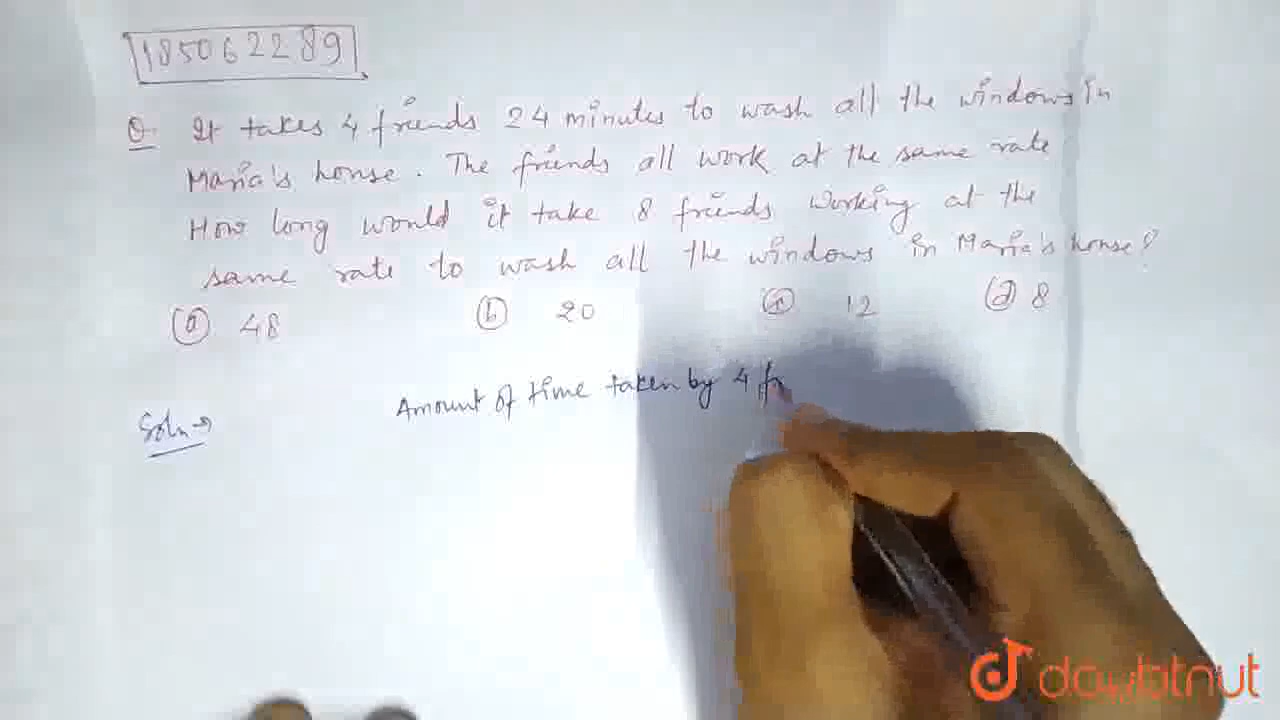 185062289
Q. It takes 4 friends 24 minutes to wash all the windows in
Maria's house. The friends all work at the same rate
How long would it take 8 friends working at the
same rate to wash all the windows in Maria's house?
(a) 48 (b) 20 (c) 12 (d) 8
Amount of time taken by 4 fr
Soln →
doubtnut